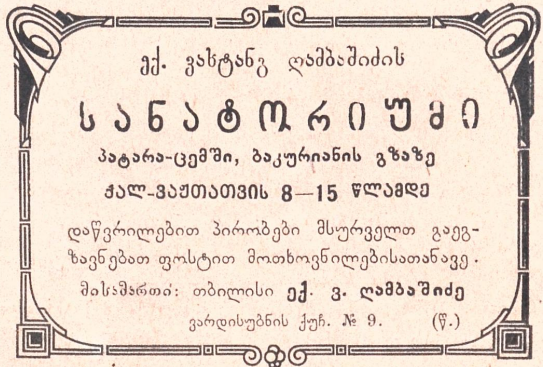 ექ. ვახტანგ ღამბაშიძის
სანატორიუმი
პატარა-ცემში, ბაკურიანის გზაზე
ქალ-ვაჟთათვის 8—15 წლამდე
დაწვრილებით პირობები მსურველთ გაეგ-
ზავნებათ ფოსტით მოთხოვნილებისათანავე.
მისამართი: თბილისი ექ. ვ. ღამბაშიძე
ვარდისუბნის ქუჩ. № 9. (წ.)